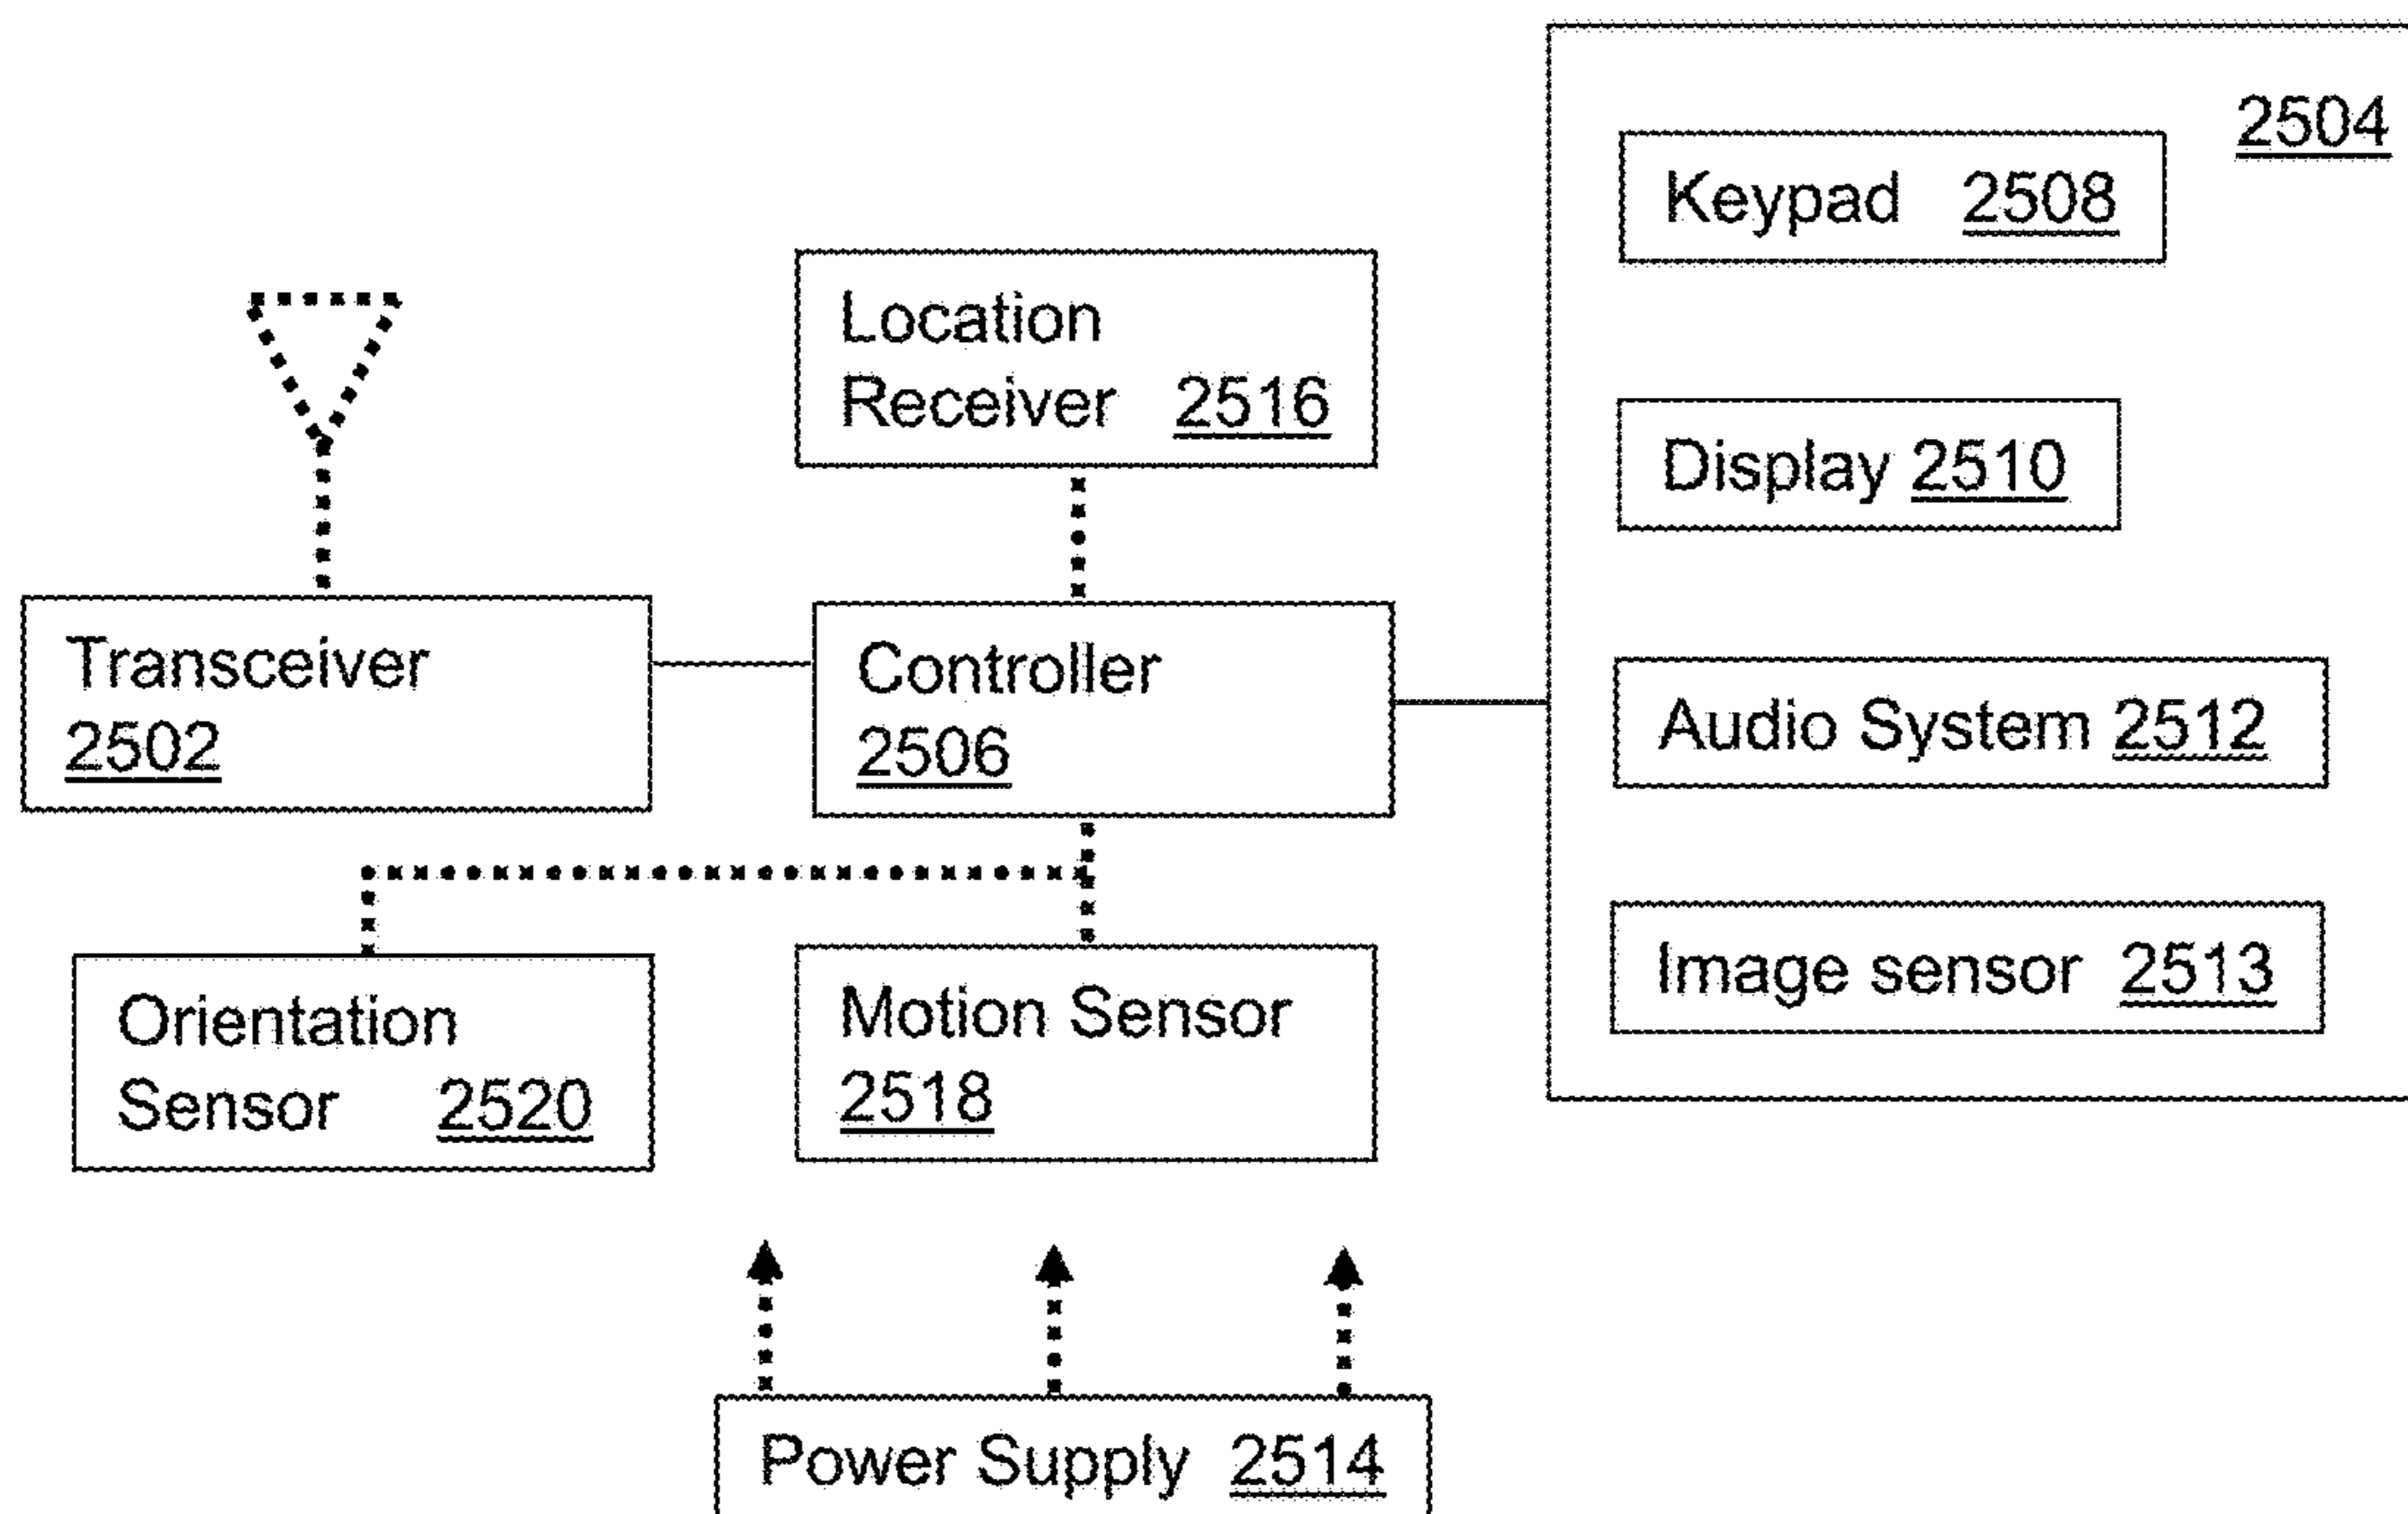 2504
Keypad 2508
Location
Receiver 2516
Display 2510
Transceiver
2502
Controller
2506
Audio System 2512
Image sensor 2513
Orientation
Sensor 2520
Motion Sensor
2518
Power Supply 2514